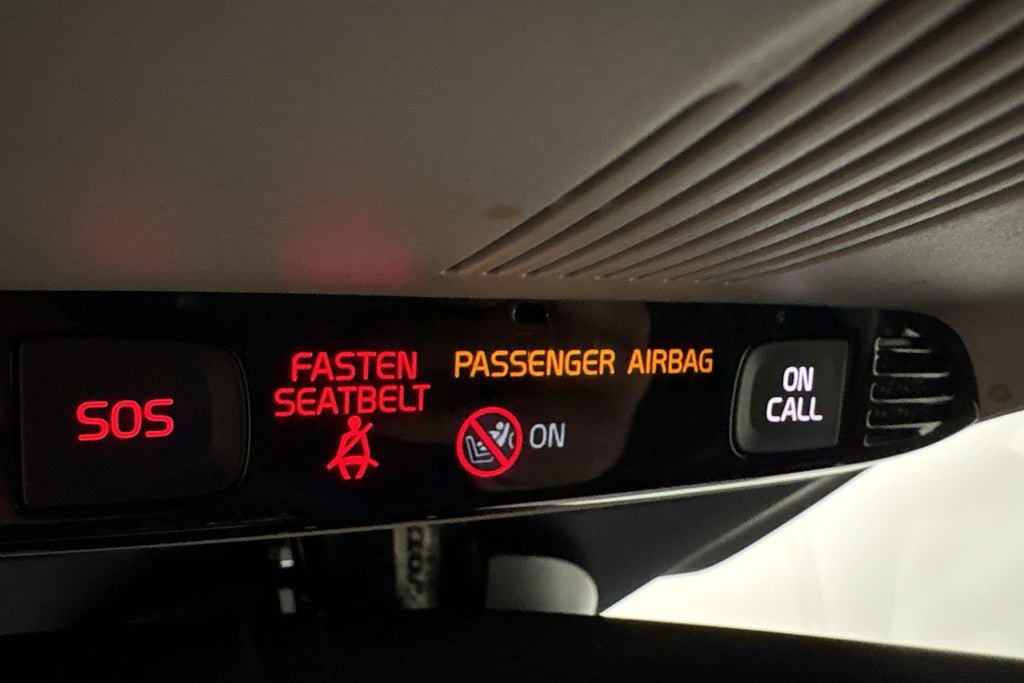 SOS
FASTEN
SEATBELT
PASSENGER AIRBAG
ON
ON
CALL